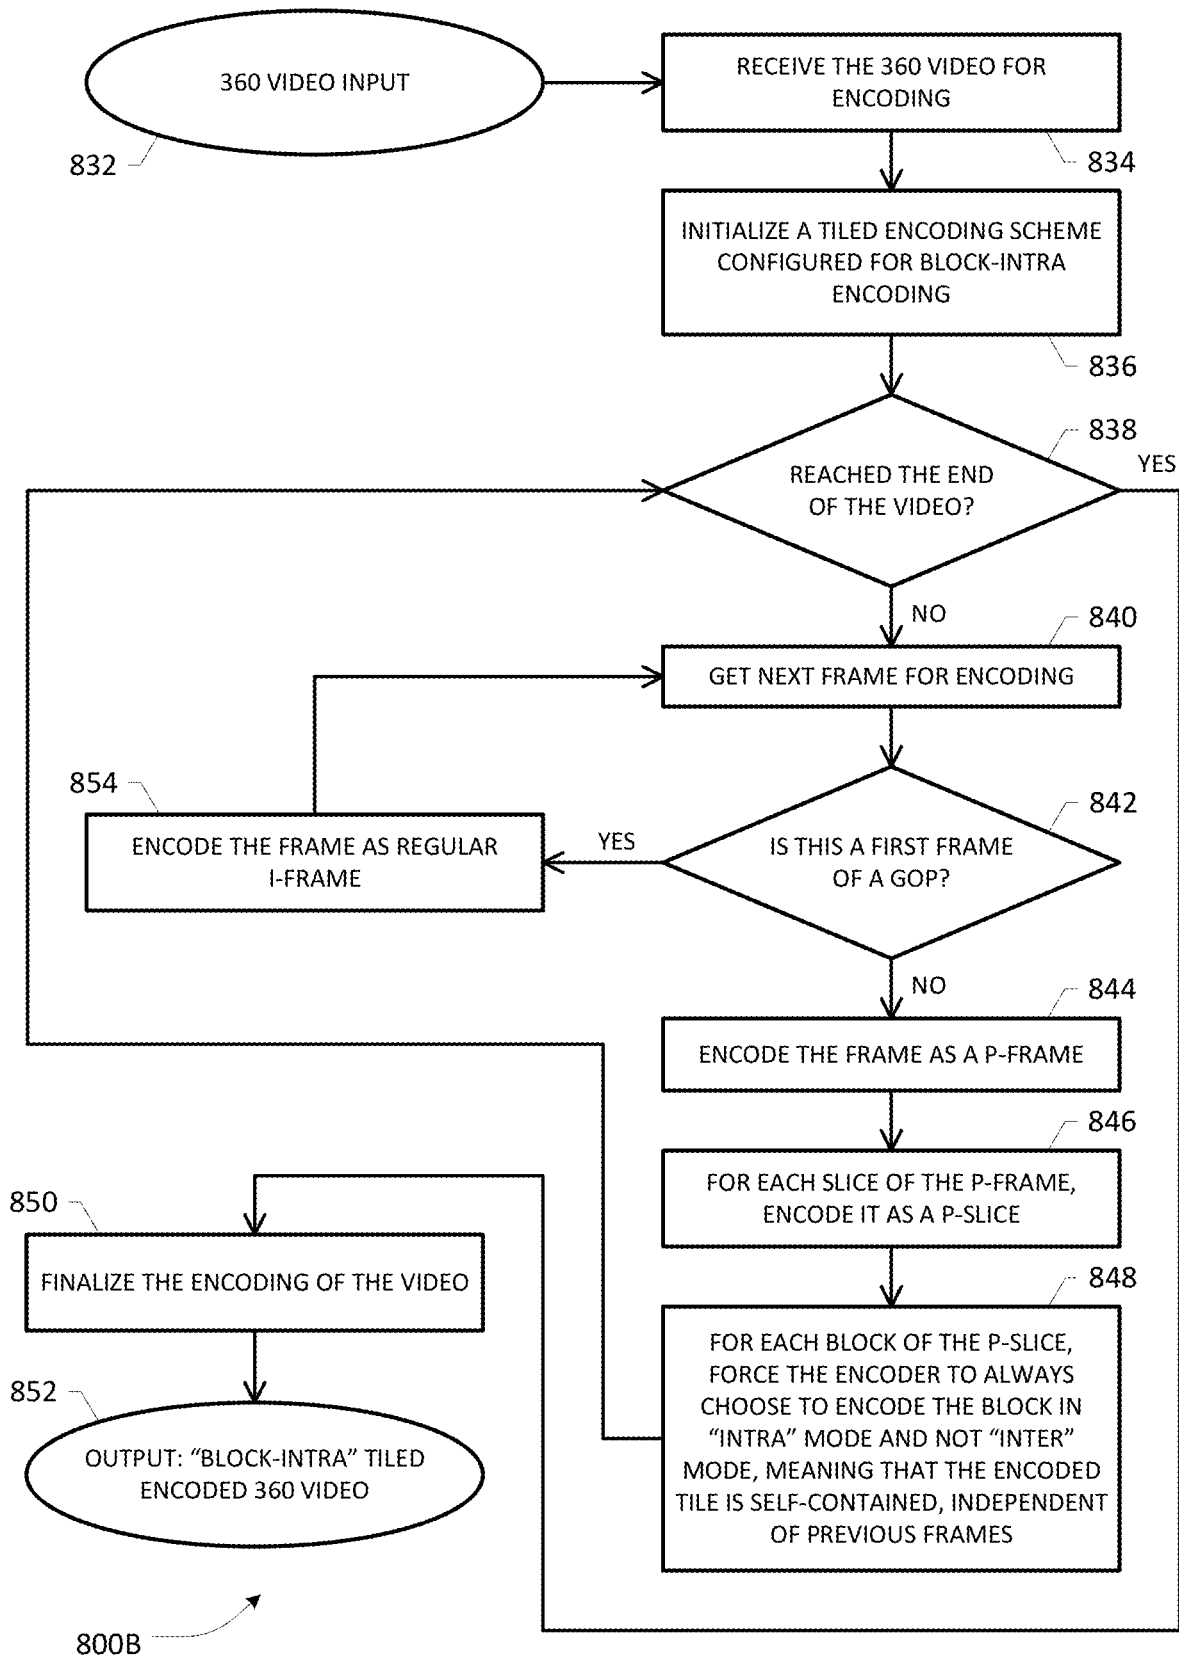 360 VIDEO INPUT
832
RECEIVE THE 360 VIDEO FOR
ENCODING
834
INITIALIZE A TILED ENCODING SCHEME
CONFIGURED FOR BLOCK-INTRA
ENCODING
836
838
YES
REACHED THE END
OF THE VIDEO?
NO
840
GET NEXT FRAME FOR ENCODING
854
ENCODE THE FRAME AS REGULAR
I-FRAME
YES
842
IS THIS A FIRST FRAME
OF A GOP?
NO
844
ENCODE THE FRAME AS A P-FRAME
846
FOR EACH SLICE OF THE P-FRAME,
ENCODE IT AS A P-SLICE
848
FOR EACH BLOCK OF THE P-SLICE,
FORCE THE ENCODER TO ALWAYS
CHOOSE TO ENCODE THE BLOCK IN
“INTRA” MODE AND NOT “INTER”
MODE, MEANING THAT THE ENCODED
TILE IS SELF-CONTAINED, INDEPENDENT
OF PREVIOUS FRAMES
850
FINALIZE THE ENCODING OF THE VIDEO
852
OUTPUT: “BLOCK-INTRA” TILED
ENCODED 360 VIDEO
800B